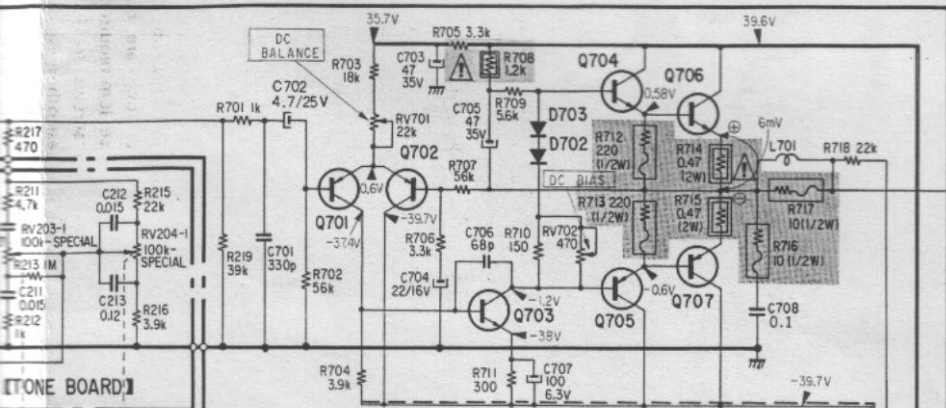 35.7V
39.6V
DC
BALANCE
R705 3.3k
C703
47
35V
R708
1.2k
R703
18k
C702
4.7/25V
R701 1k
Q704
0.58V
Q706
R709
5.6k
C705
47
35V
D703
D702
RV701
22k
Q702
R217
470
R712
220
(1/2W)
R714
0.47
(2W)
⊕
6mV
L701
R718 22k
R707
56k
DC BIAS
0.6V
Q701
-39.7V
-37.4V
R211
4.7k
C212
0.015
R215
22k
RV203-1
100k-SPECIAL
RV204-1
100k-
SPECIAL
R213 1M
C211
0.015
R212
1k
C213
0.12
R216
3.9k
R219
39k
C701
330p
R702
56k
R706
3.3k
C706
68p
C704
22/16V
R710
150
RV702
470
R713 220
(1/2W)
R715
0.47
(2W)
⊖
R717
10(1/2W)
R716
10 (1/2W)
-1.2V
Q703
-38V
Q705
-0.6V
Q707
C708
0.1
R704
3.9k
R711
300
C707
100
6.3V
-39.7V
[TONE BOARD]